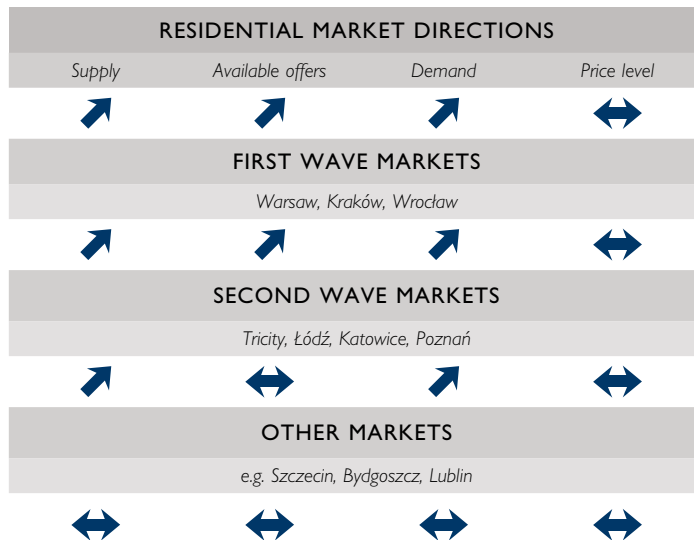 RESIDENTIAL MARKET DIRECTIONS
Supply Available offers Demand Price level
FIRST WAVE MARKETS
Warsaw, Kraków, Wrocław
SECOND WAVE MARKETS
Tricity, Łódź, Katowice, Poznań
OTHER MARKETS
e.g. Szczecin, Bydgoszcz, Lublin